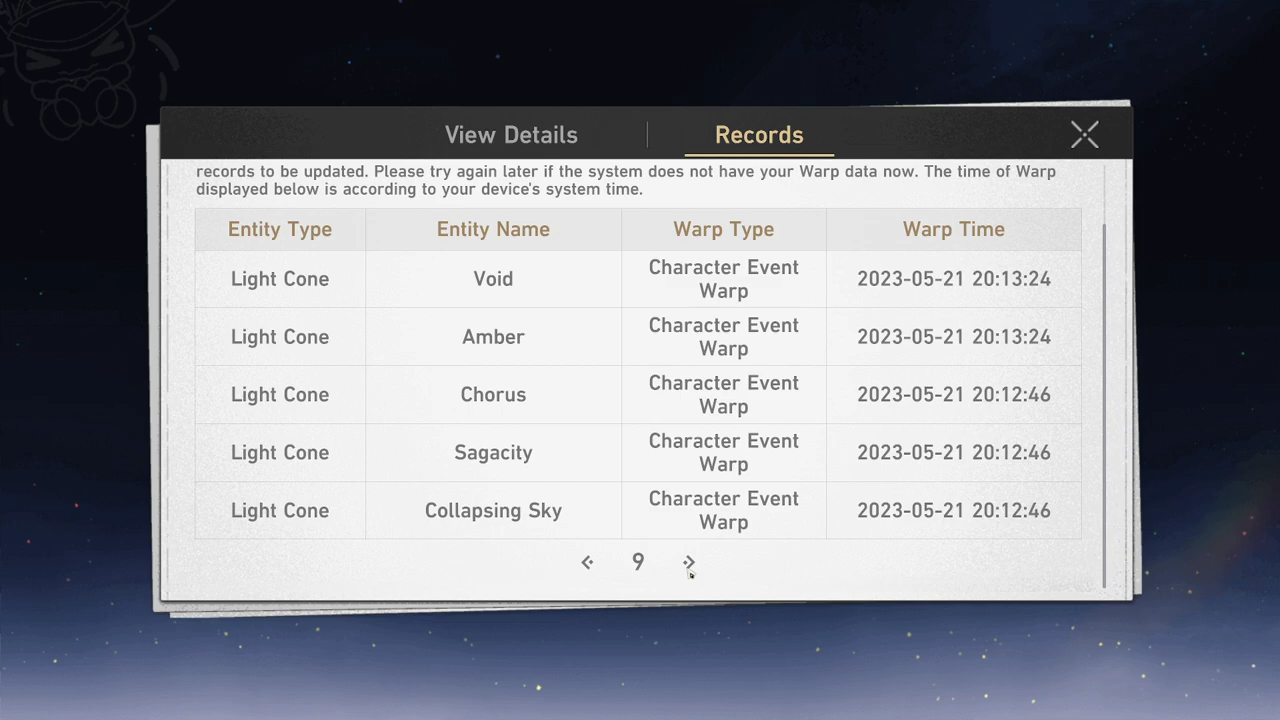 View Details
Records
records to be updated. Please try again later if the system does not have your Warp data now. The time of Warp
displayed below is according to your device's system time.
Entity Type Entity Name Warp Type Warp Time
Light Cone Void Character Event Warp 2023-05-21 20:13:24
Light Cone Amber Character Event Warp 2023-05-21 20:13:24
Light Cone Chorus Character Event Warp 2023-05-21 20:12:46
Light Cone Sagacity Character Event Warp 2023-05-21 20:12:46
Light Cone Collapsing Sky Character Event Warp 2023-05-21 20:12:46
9